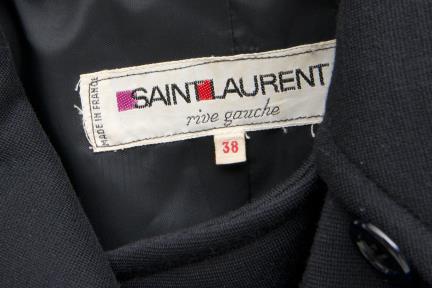 MADE IN FRANCE
SAINT LAURENT
rive gauche
38